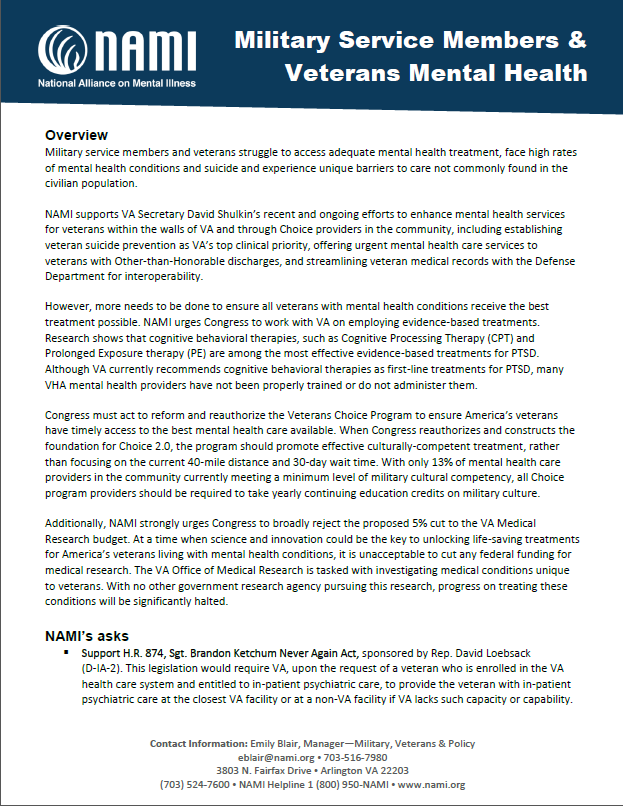 NAMI
National Alliance on Mental Illness
Military Service Members &
Veterans Mental Health
Overview
Military service members and veterans struggle to access adequate mental health treatment, face high rates
of mental health conditions and suicide and experience unique barriers to care not commonly found in the
civilian population.
NAMI supports VA Secretary David Shulkin's recent and ongoing efforts to enhance mental health services
for veterans within the walls of VA and through Choice providers in the community, including establishing
veteran suicide prevention as VA's top clinical priority, offering urgent mental health care services to
veterans with Other-than-Honorable discharges, and streamlining veteran medical records with the Defense
Department for interoperability.
However, more needs to be done to ensure all veterans with mental health conditions receive the best
treatment possible. NAMI urges Congress to work with VA on employing evidence-based treatments.
Research shows that cognitive behavioral therapies, such as Cognitive Processing Therapy (CPT) and
Prolonged Exposure therapy (PE) are among the most effective evidence-based treatments for PTSD.
Although VA currently recommends cognitive behavioral therapies as first-line treatments for PTSD, many
VHA mental health providers have not been properly trained or do not administer them.
Congress must act to reform and reauthorize the Veterans Choice Program to ensure America's veterans
have timely access to the best mental health care available. When Congress reauthorizes and constructs the
foundation for Choice 2.0, the program should promote effective culturally-competent treatment, rather
than focusing on the current 40-mile distance and 30-day wait time. With only 13% of mental health care
providers in the community currently meeting a minimum level of military cultural competency, all Choice
program providers should be required to take yearly continuing education credits on military culture.
Additionally, NAMI strongly urges Congress to broadly reject the proposed 5% cut to the VA Medical
Research budget. At a time when science and innovation could be the key to unlocking life-saving treatments
for America's veterans living with mental health conditions, it is unacceptable to cut any federal funding for
medical research. The VA Office of Medical Research is tasked with investigating medical conditions unique
to veterans. With no other government research agency pursuing this research, progress on treating these
conditions will be significantly halted.
NAMI's asks
▪ Support H.R. 874, Sgt. Brandon Ketchum Never Again Act, sponsored by Rep. David Loebsack
(D-IA-2). This legislation would require VA, upon the request of a veteran who is enrolled in the VA
health care system and entitled to in-patient psychiatric care, to provide the veteran with in-patient
psychiatric care at the closest VA facility or at a non-VA facility if VA lacks such capacity or capability.
Contact Information: Emily Blair, Manager—Military, Veterans & Policy
eblair@nami.org • 703-516-7980
3803 N. Fairfax Drive • Arlington VA 22203
(703) 524-7600 • NAMI Helpline 1 (800) 950-NAMI • www.nami.org